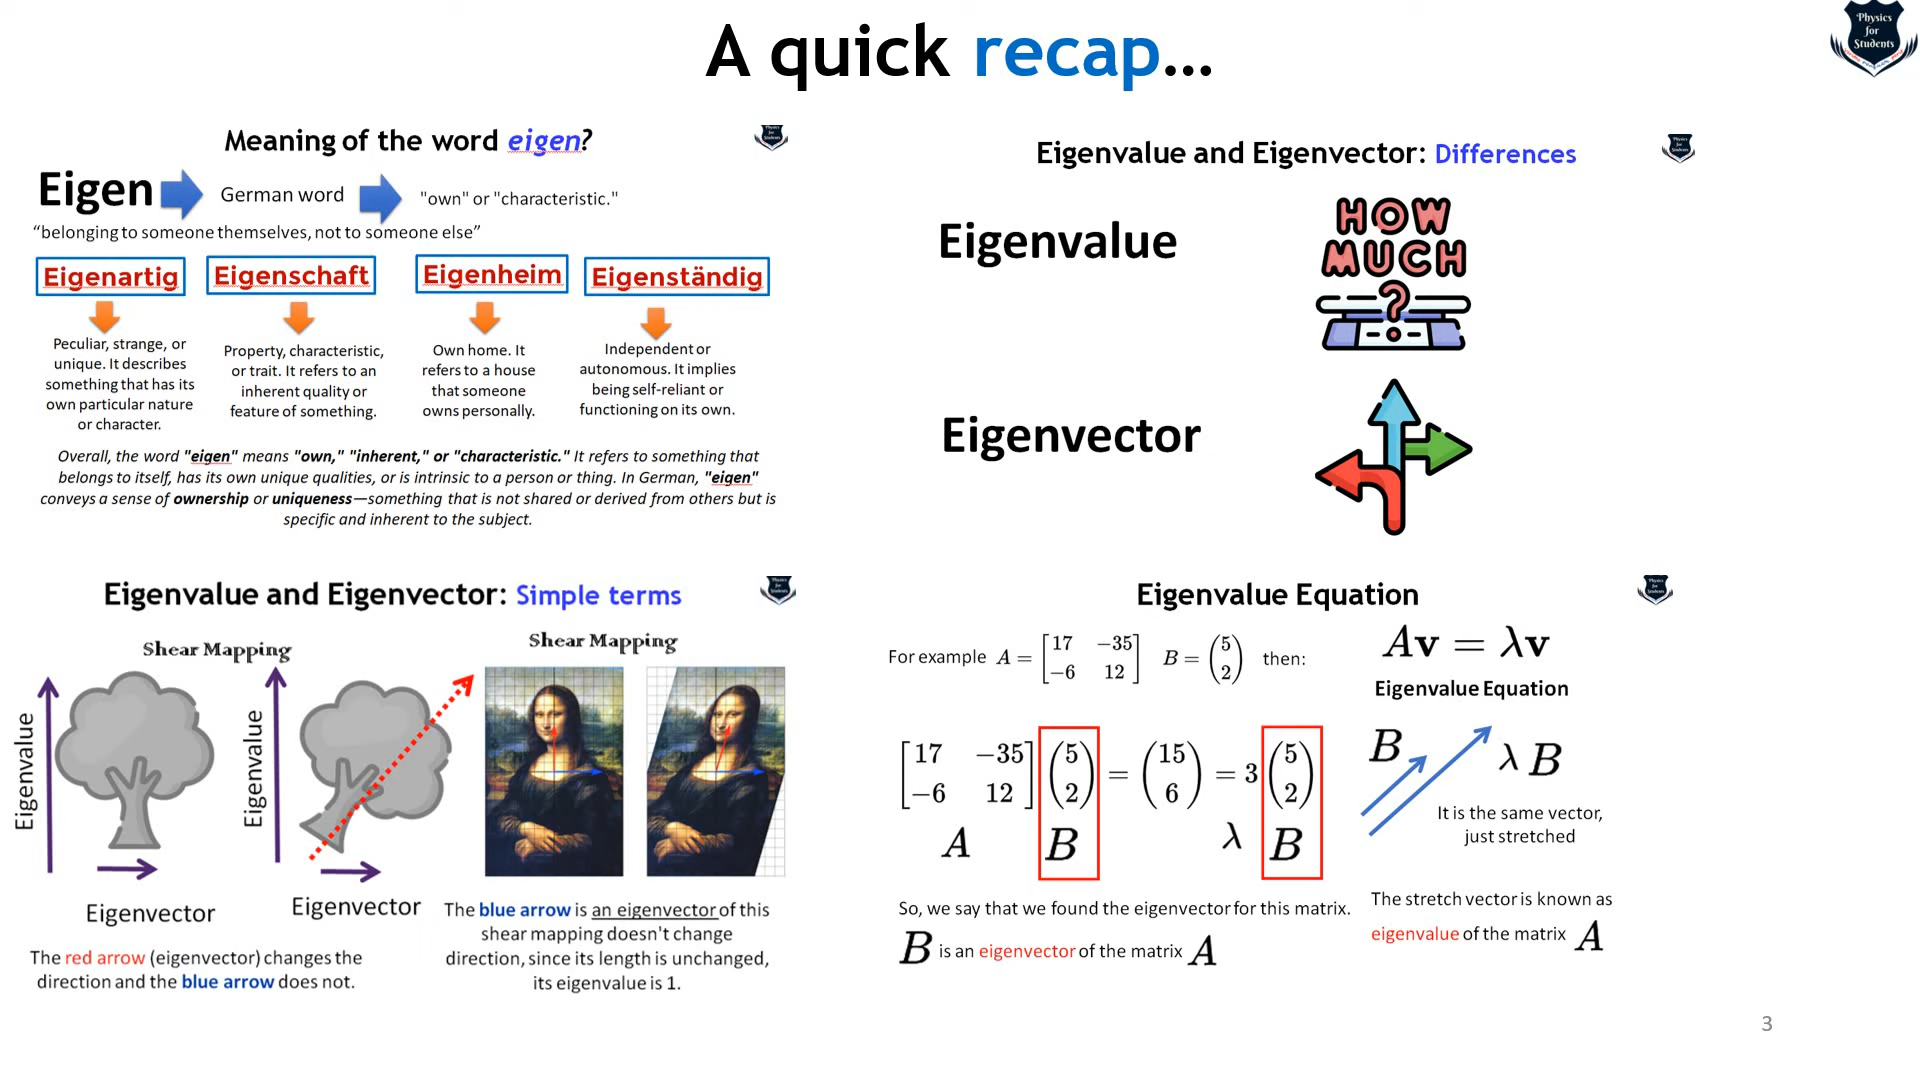 A quick recap...
Physics
for
Students
Meaning of the word eigen?
Eigen
German word
"own" or "characteristic."
“belonging to someone themselves, not to someone else”
Eigenartig
Eigenschaft
Eigenheim
Eigenständig
Peculiar, strange, or
unique. It describes
something that has its
own particular nature
or character.
Property, characteristic,
or trait. It refers to an
inherent quality or
feature of something.
Own home. It
refers to a house
that someone
owns personally.
Independent or
autonomous. It implies
being self-reliant or
functioning on its own.
Overall, the word "eigen" means "own," "inherent," or "characteristic." It refers to something that
belongs to itself, has its own unique qualities, or is intrinsic to a person or thing. In German, "eigen"
conveys a sense of ownership or uniqueness—something that is not shared or derived from others but is
specific and inherent to the subject.
Eigenvalue and Eigenvector: Differences
Eigenvalue
HOW
MUCH
?
Eigenvector
Eigenvalue and Eigenvector: Simple terms
Shear Mapping
Eigenvalue
Eigenvector
Eigenvalue
Eigenvector
The red arrow (eigenvector) changes the
direction and the blue arrow does not.
Shear Mapping
The blue arrow is an eigenvector of this
shear mapping doesn't change
direction, since its length is unchanged,
its eigenvalue is 1.
Eigenvalue Equation
For example A = [17 −35 −6 12] B = (5 2) then:
[17 −35 −6 12] (5 2) = (15 6) = 3 (5 2)
A B λ B
So, we say that we found the eigenvector for this matrix.
B is an eigenvector of the matrix A
Av = λv
Eigenvalue Equation
B
λ B
It is the same vector,
just stretched
The stretch vector is known as
eigenvalue of the matrix A
3